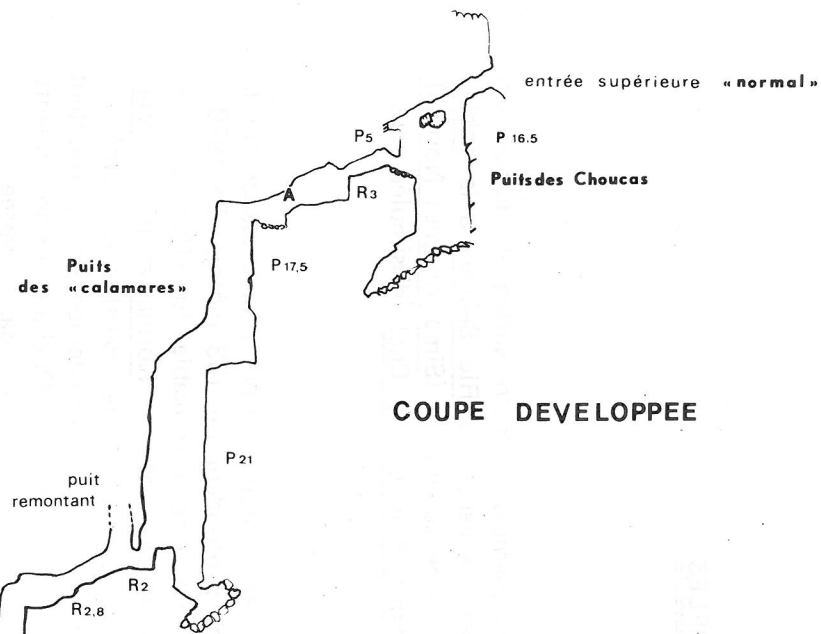 entrée supérieure «normal»
P5
P 16.5
Puits des Choucas
A
R3
Puits
des «calamares»
P 17,5
COUPE DEVELOPPEE
P 21
puit
remontant
R2
R2,8